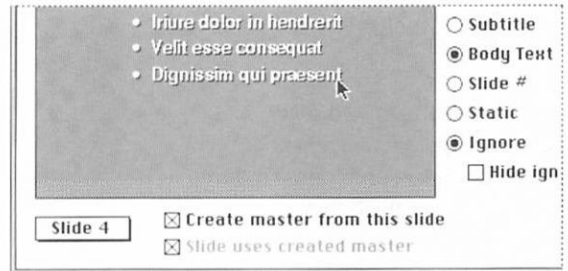 • Iriure dolor in hendrerit
• Velit esse consequat
• Dignissim qui praesent
Subtitle
Body Text
Slide #
Static
Ignore
Hide ign
Slide 4
Create master from this slide
Slide uses created master